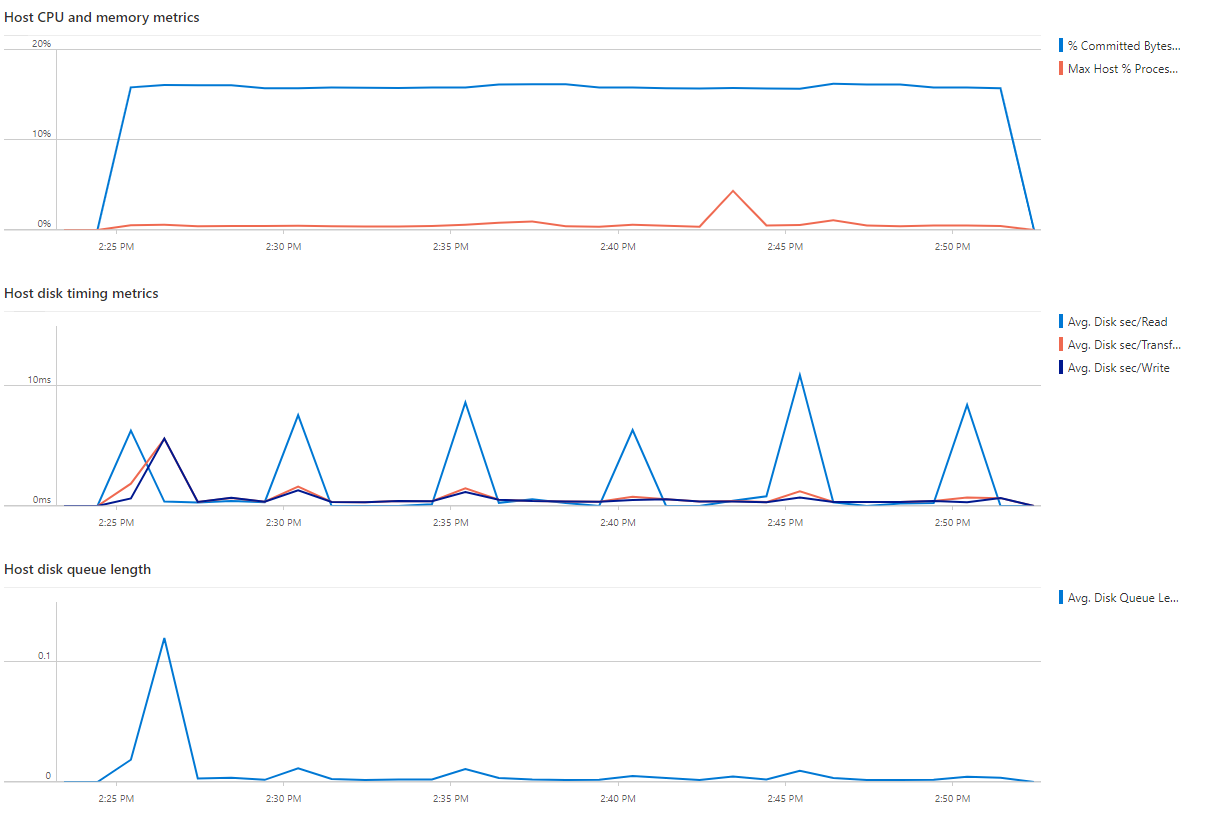 Host CPU and memory metrics
20%
10%
0%
2:25 PM 2:30 PM 2:35 PM 2:40 PM 2:45 PM 2:50 PM
% Committed Bytes...
Max Host % Proces...
Host disk timing metrics
10ms
0ms
2:25 PM 2:30 PM 2:35 PM 2:40 PM 2:45 PM 2:50 PM
Avg. Disk sec/Read
Avg. Disk sec/Transf...
Avg. Disk sec/Write
Host disk queue length
0.1
0
2:25 PM 2:30 PM 2:35 PM 2:40 PM 2:45 PM 2:50 PM
Avg. Disk Queue Le...